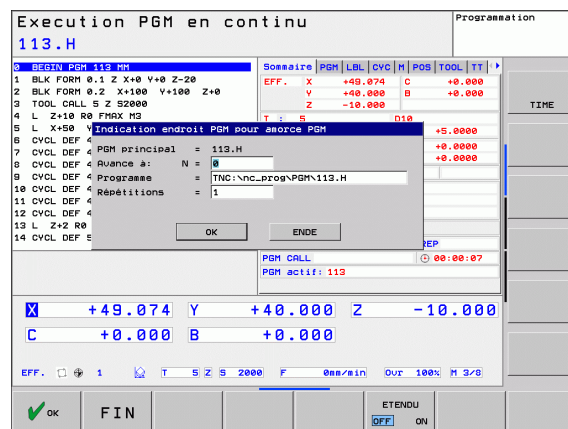 Execution PGM en continu
Programmation
113.H
0 BEGIN PGM 113 MM
1 BLK FORM 0.1 Z X+0 Y+0 Z-20
2 BLK FORM 0.2 X+100 Y+100 Z+0
3 TOOL CALL 5 Z S2000
4 L Z+10 R0 FMAX M3
5 L X+50
6 CYCL DEF 4
7 CYCL DEF 4
8 CYCL DEF 4
9 CYCL DEF 4
10 CYCL DEF 4
11 CYCL DEF 4
12 CYCL DEF 4
13 L Z+2 R0
14 CYCL DEF
Sommaire PGM LBL CYC M POS TOOL TT
EFF. X +49.074 C +0.000
Y +40.000 B +0.000
Z -10.000
T : 5 D10
+5.0000
+0.0000
+0.0000
REP
PGM CALL 00:00:07
PGM actif: 113
Indication endroit PGM pour amorce PGM
PGM principal = 113.H
Avance à: N = 0
Programme = TNC:\nc_prog\PGM\113.H
Répétitions = 1
OK ENDE
X +49.074 Y +40.000 Z -10.000
C +0.000 B +0.000
EFF. 1 T 5 Z S 2000 F 0mm/min Ovr 100% M 3/8
TIME
OK
FIN
ETENDU
OFF ON